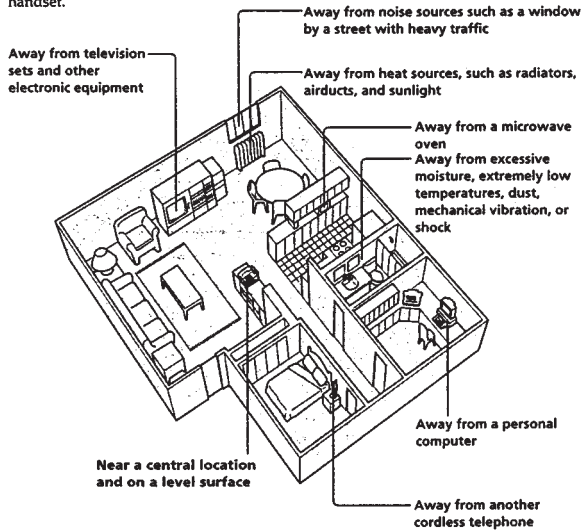 handset.
Away from noise sources such as a window
by a street with heavy traffic
Away from television
sets and other
electronic equipment
Away from heat sources, such as radiators,
airducts, and sunlight
Away from a microwave
oven
Away from excessive
moisture, extremely low
temperatures, dust,
mechanical vibration, or
shock
Away from a personal
computer
Near a central location
and on a level surface
Away from another
cordless telephone